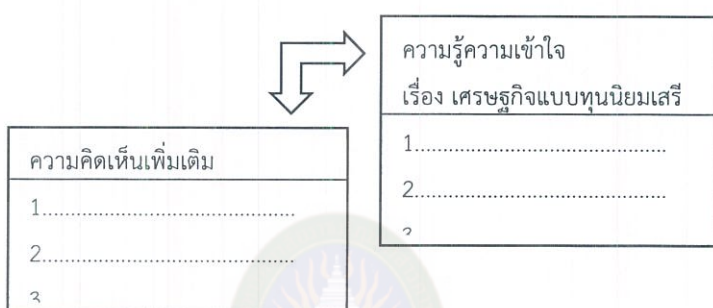 ความรู้ความเข้าใจ
เรื่อง เศรษฐกิจแบบทุนนิยมเสรี
1..........................................
2..........................................
ความคิดเห็นเพิ่มเติม
1..........................................
2..........................................
3